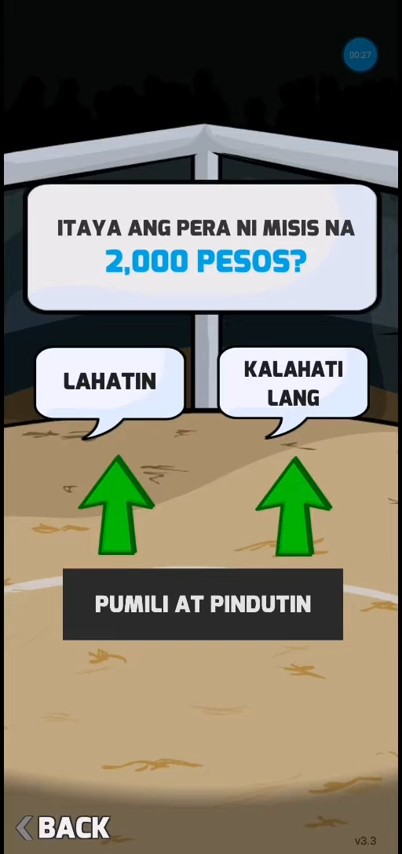 00:27
ITAYA ANG PERA NI MISIS NA
2,000 PESOS?
LAHATIN
KALAHATI
LANG
PUMILI AT PINDUTIN
BACK
v3.3